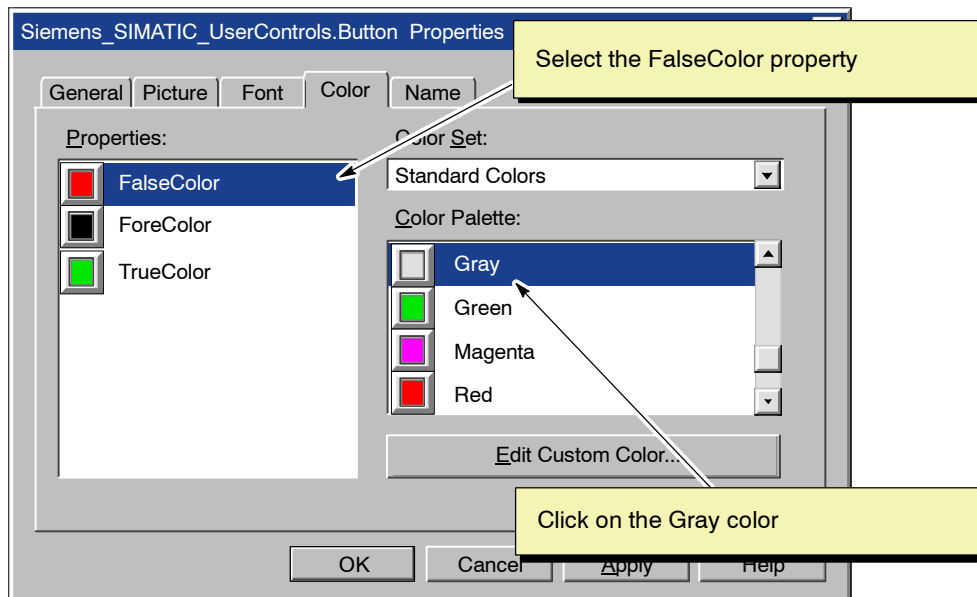 Siemens_SIMATIC_UserControls.Button Properties
Select the FalseColor property
General Picture Font Color Name
Properties:
FalseColor
ForeColor
TrueColor
Color Set:
Standard Colors
Color Palette:
Gray
Green
Magenta
Red
Edit Custom Color...
Click on the Gray color
OK Cancel Apply Help